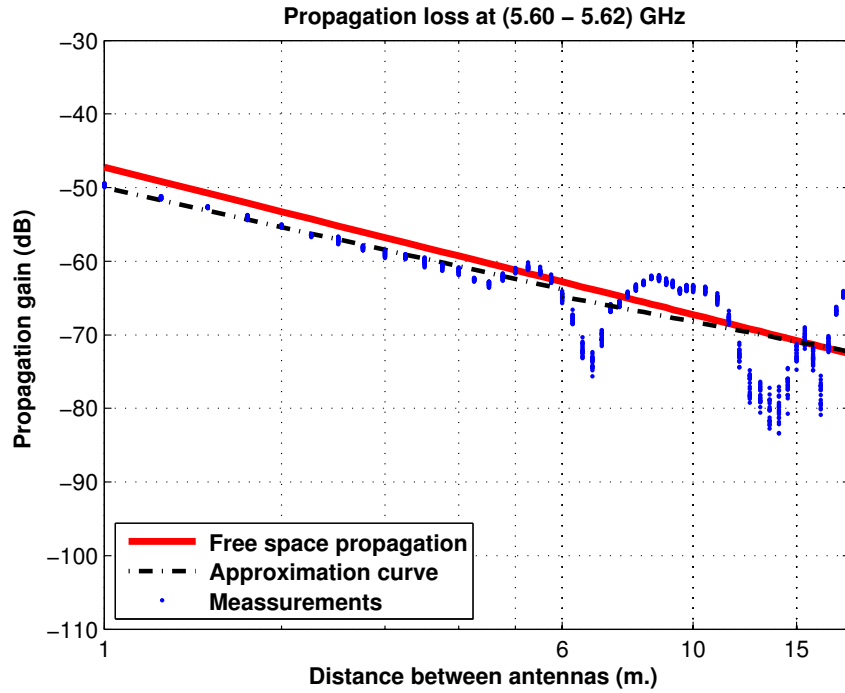 Propagation loss at (5.60 − 5.62) GHz
−30
−40
−50
−60
−70
−80
−90
−100
−110
Propagation gain (dB)
Free space propagation
Approximation curve
Meassurements
1
6
10
15
Distance between antennas (m.)